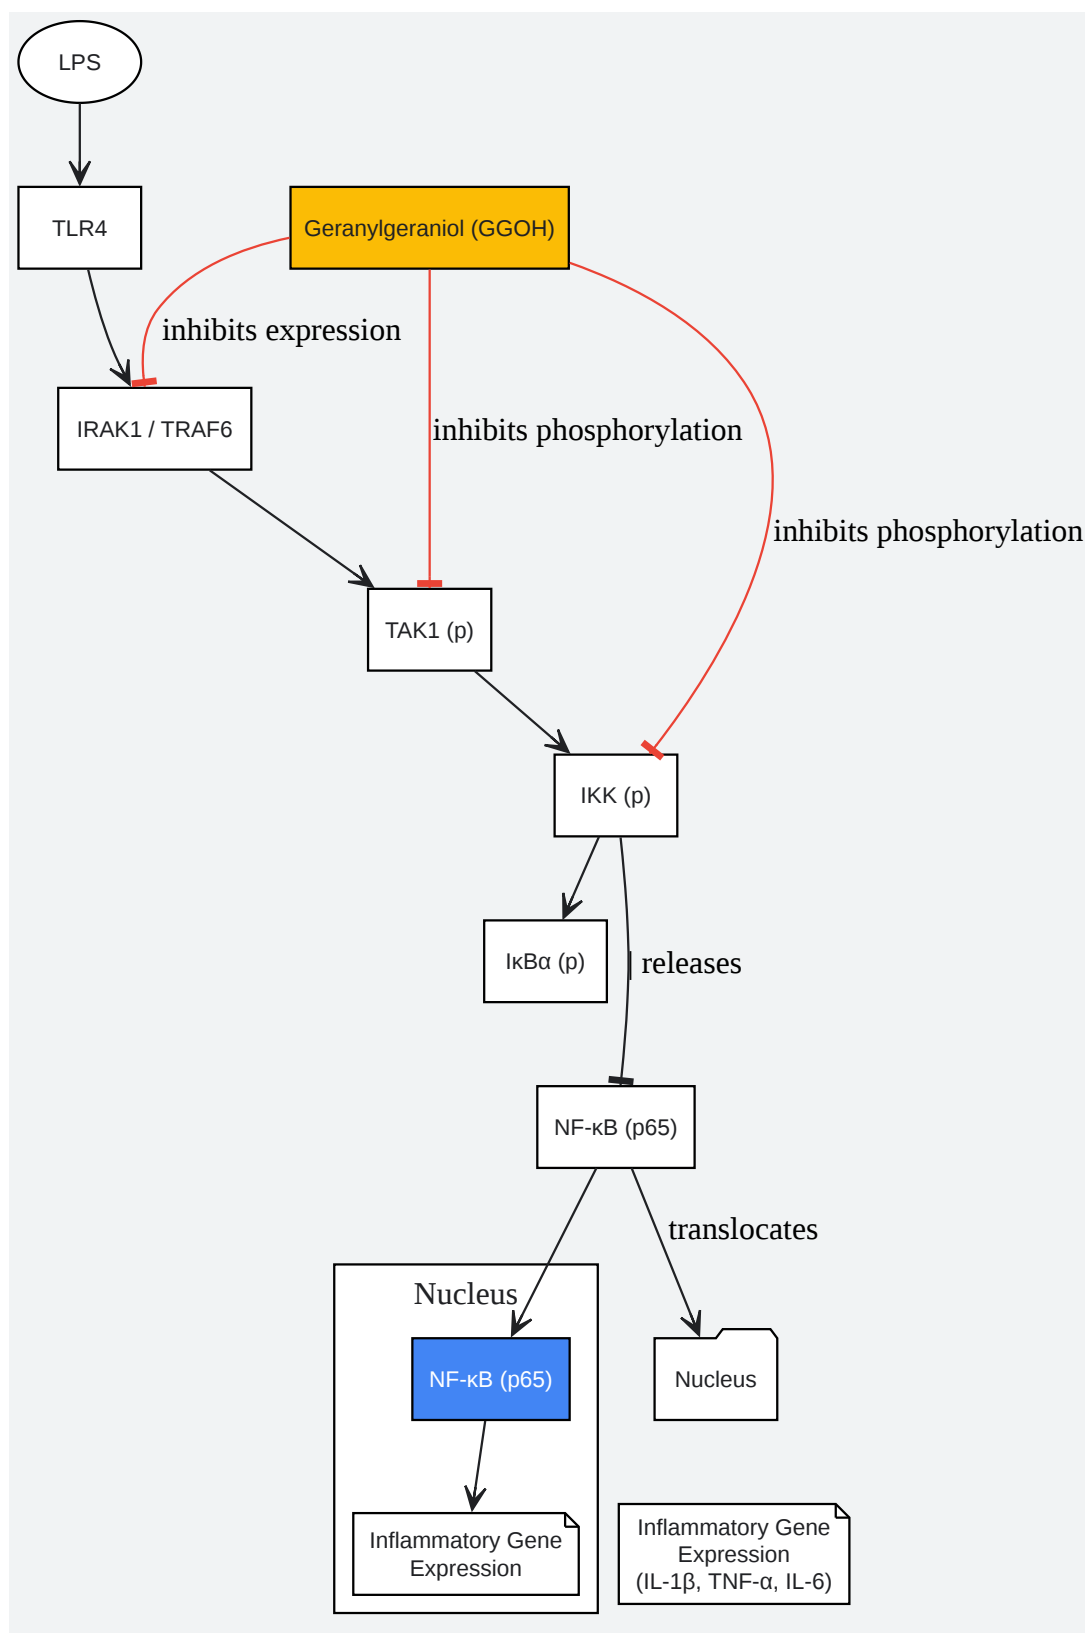 LPS
TLR4
Geranylgeraniol (GGOH)
inhibits expression
IRAK1 / TRAF6
inhibits phosphorylation
inhibits phosphorylation
TAK1 (p)
IKK (p)
IκBα (p)
| releases
NF-κB (p65)
translocates
Nucleus
NF-κB (p65)
Nucleus
Inflammatory Gene
Expression
Inflammatory Gene
Expression
(IL-1β, TNF-α, IL-6)